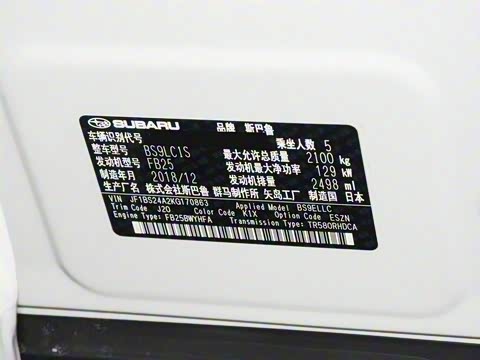 SUBARU 品牌 斯巴鲁
车辆识别代号 乘坐人数 5
整车型号 BS9LC1S 最大允许总质量 2100 kg
发动机型号 FB25 发动机最大净功率 129 kW
制造年月 2018/12 发动机排量 2498 ml
生产厂名 株式会社斯巴鲁 群马制作所 矢岛工厂 制造国 日本
VIN JF1BS24A2KG170863 Applied Model BS9ELLC
Trim Code J20 Color Code K1X Option Code ESZN
Engine Type: FB25BWYHFA Transmission Type: TR580RHDCA